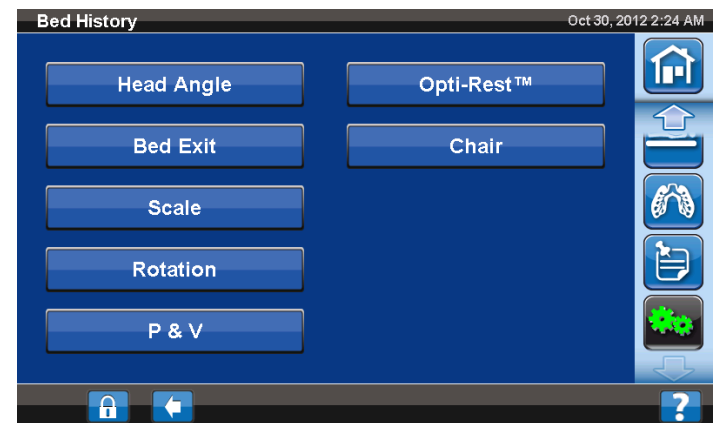 Bed History
Oct 30, 2012 2:24 AM
Head Angle
Opti-Rest™
Bed Exit
Chair
Scale
Rotation
P & V
?